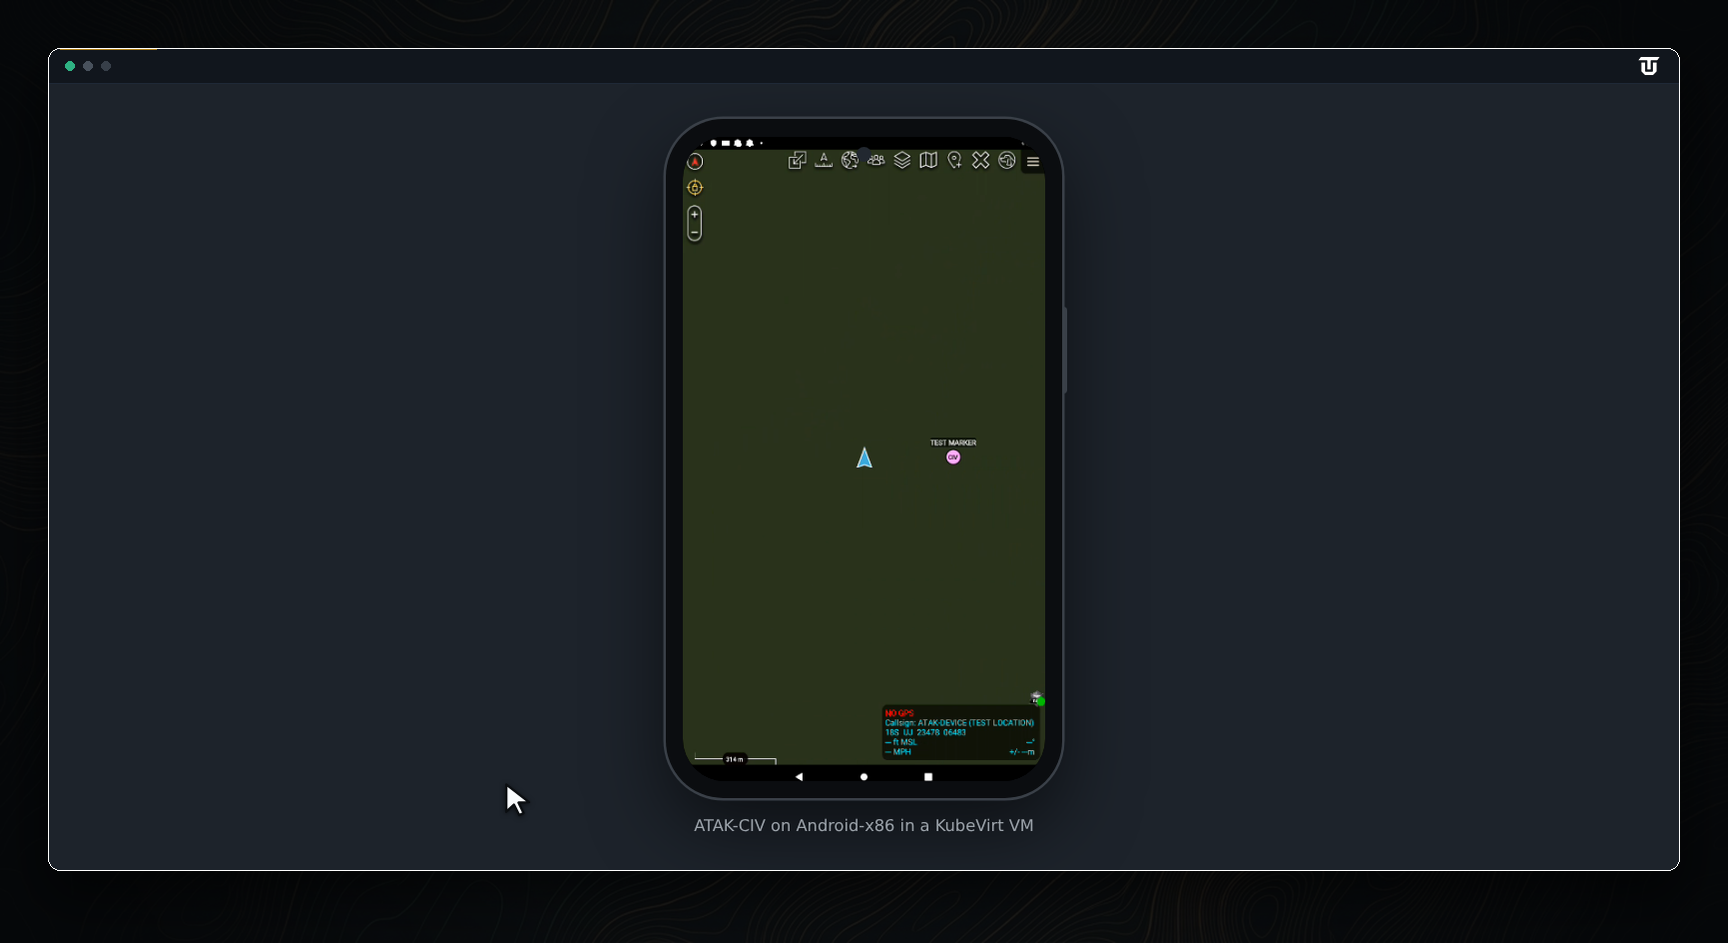 TEST MARKER
CIV
NO GPS
Callsign: ATAK-DEVICE (TEST LOCATION)
18S UJ 23478 06483
-- ft MSL --°
-- MPH +/- --m
314 m
ATAK-CIV on Android-x86 in a KubeVirt VM